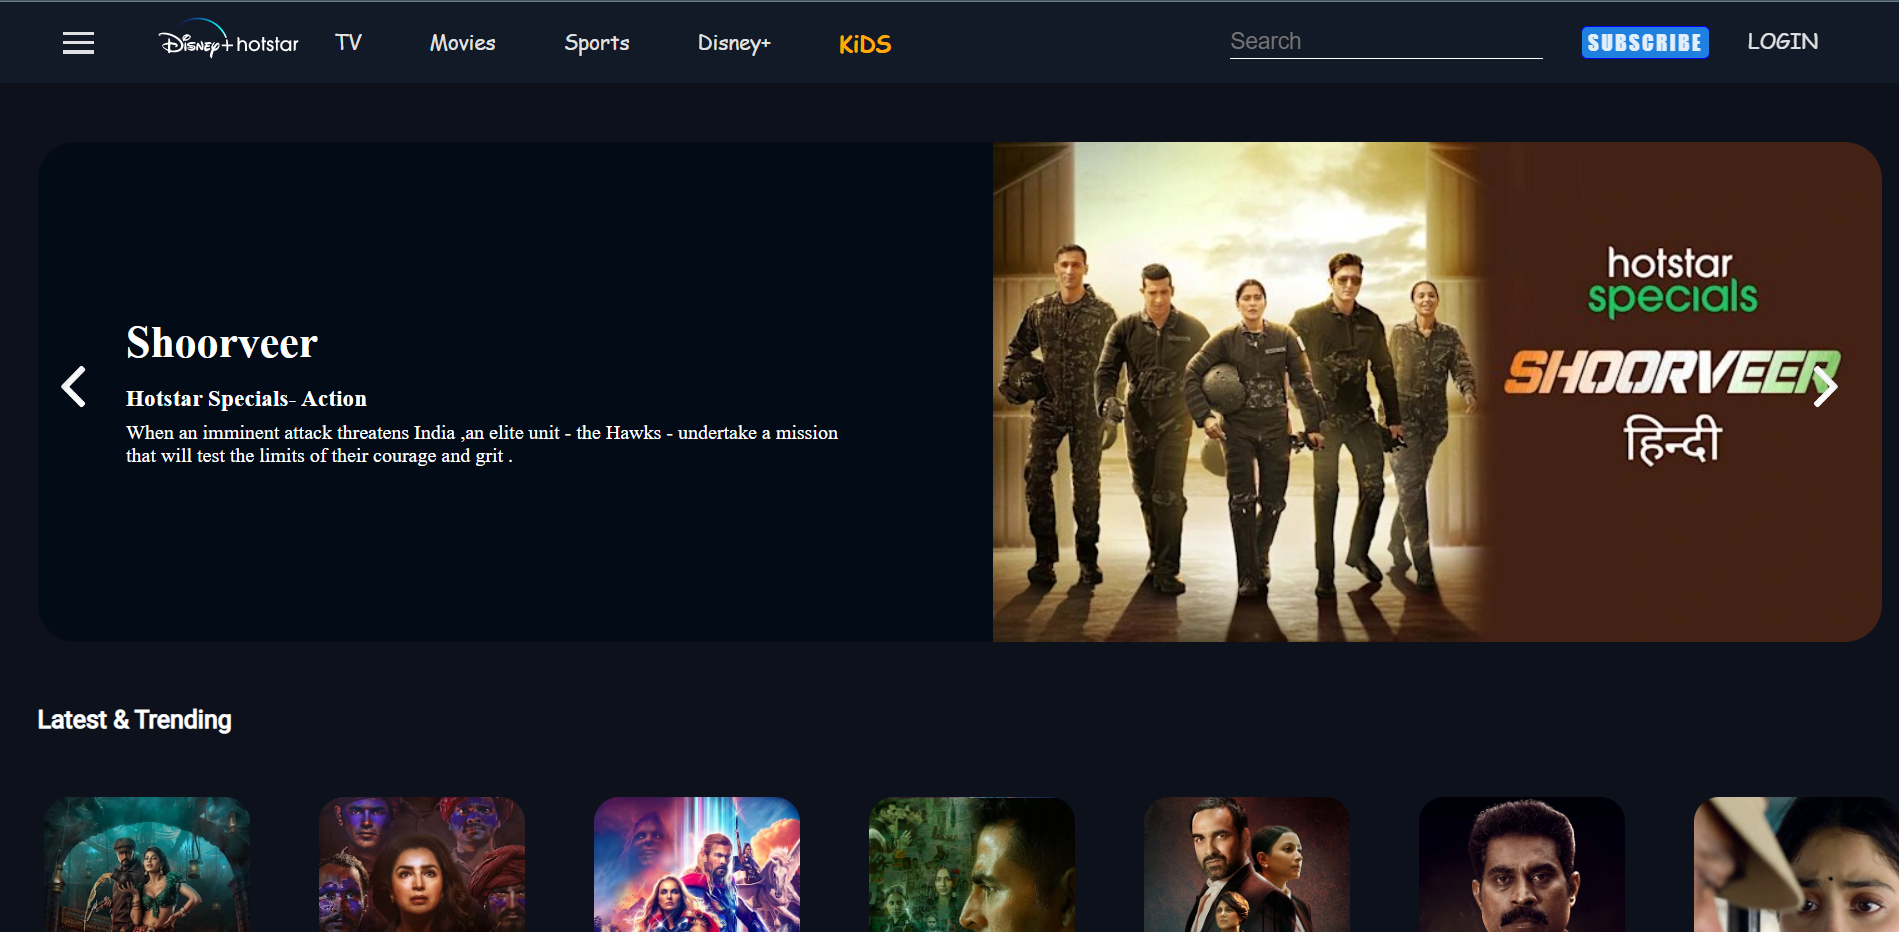 Disney+ hotstar TV Movies Sports Disney+ KiDS Search SUBSCRIBE LOGIN
hotstar
specials
SHOORVEER
हिन्दी
Shoorveer
Hotstar Specials- Action
When an imminent attack threatens India ,an elite unit - the Hawks - undertake a mission
that will test the limits of their courage and grit .
Latest & Trending